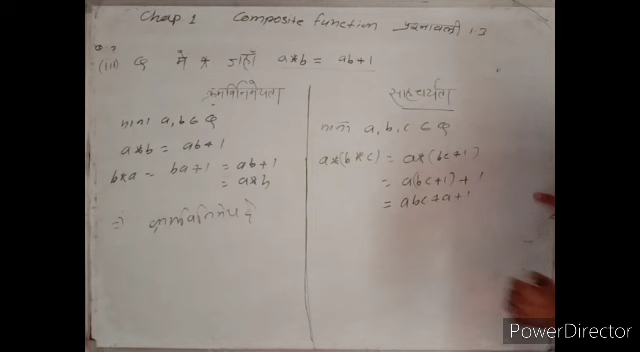 Chap. 1 Composite function प्रश्नावली 1.3
Q. 2
(iii) Q में * जहाँ a*b = ab+1
क्रमविनिमेयता
माना a, b ∈ Q
a*b = ab+1
b*a = ba+1 = ab+1
= a*b
⇒ क्रमविनिमेय है
साहचर्यता
माना a, b, c ∈ Q
a*(b*c) = a*(bc+1)
= a(bc+1)+1
= abc+a+1
PowerDirector